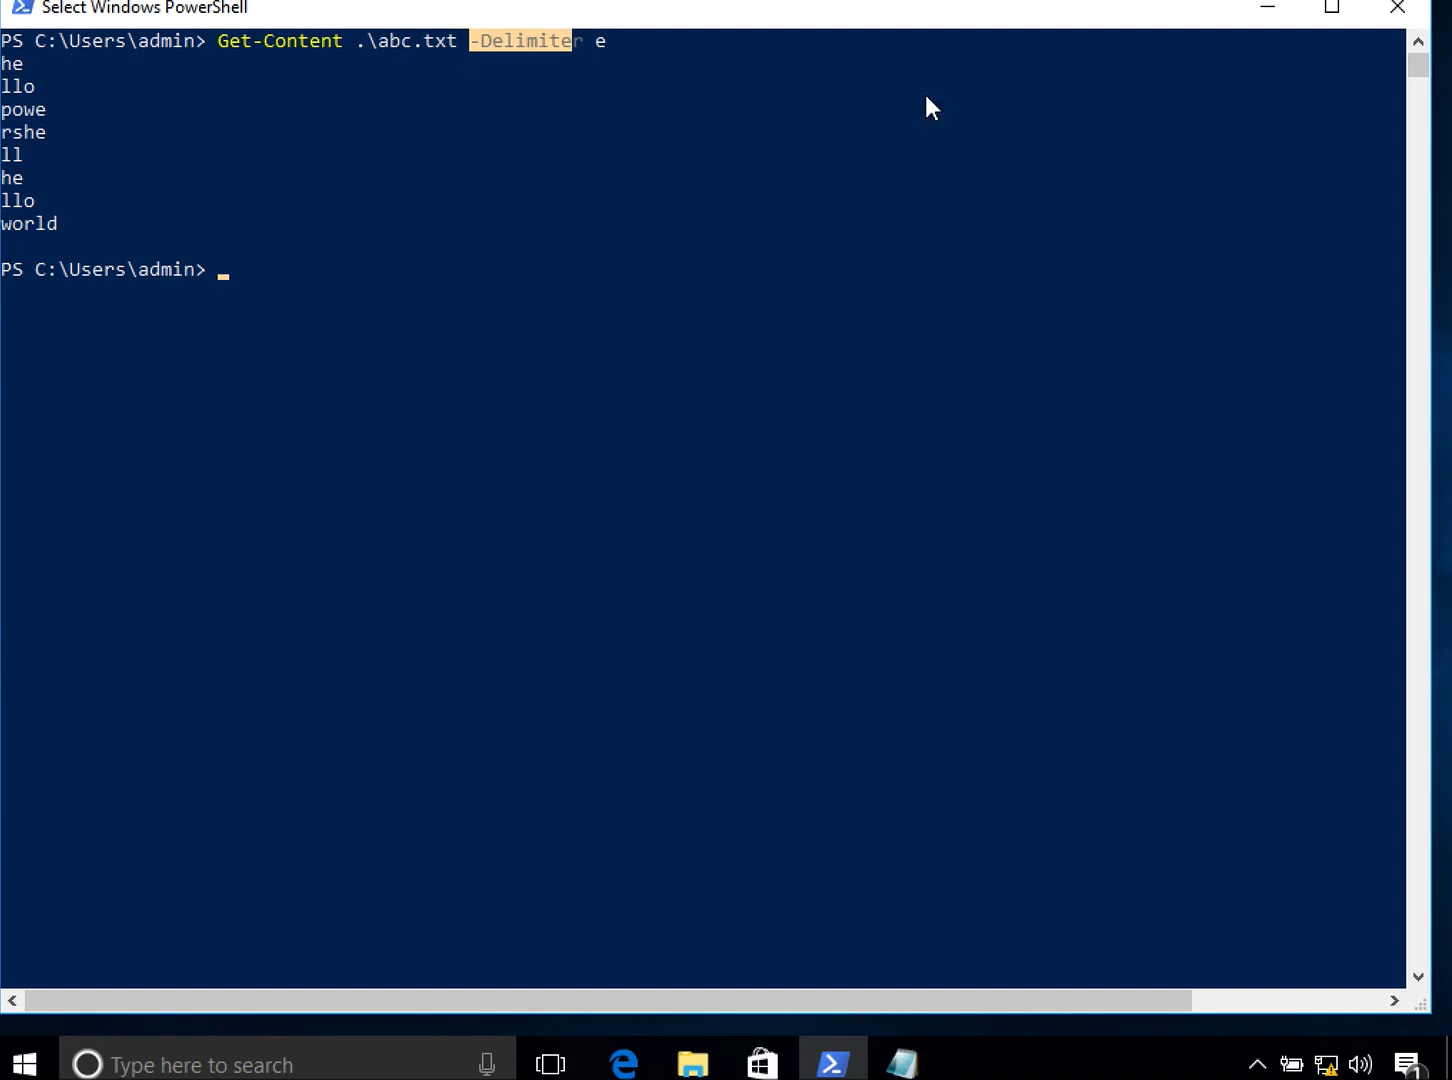 Select Windows PowerShell
PS C:\Users\admin> Get-Content .\abc.txt -Delimiter e
he
llo
powe
rshe
ll
he
llo
world
PS C:\Users\admin>
Type here to search
1